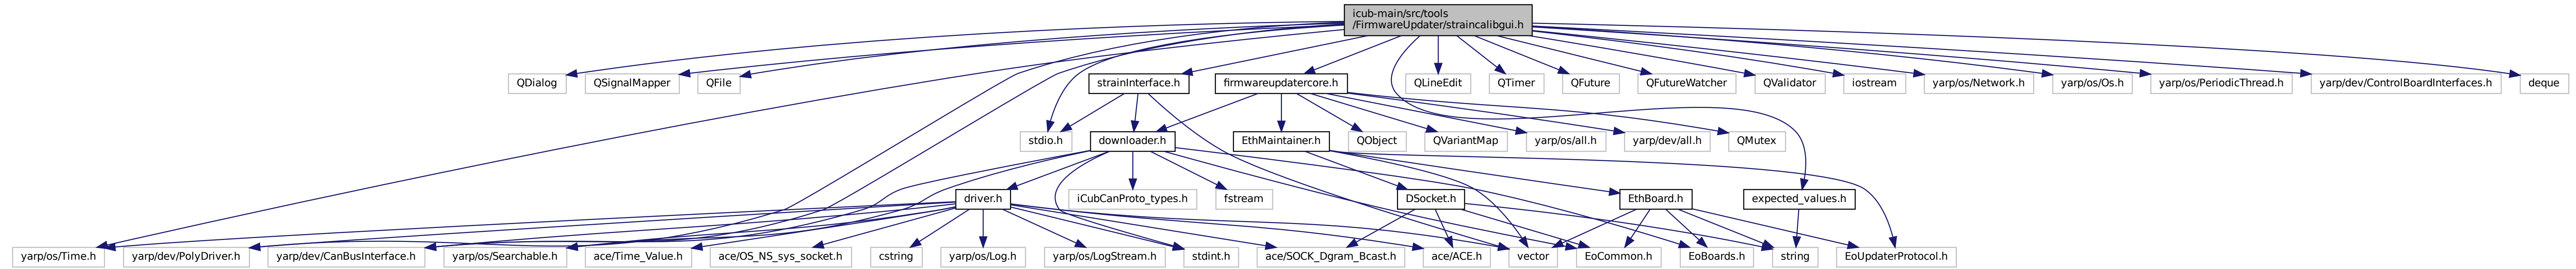 icub-main/src/tools
/FirmwareUpdater/straincalibgui.h
QDialog
QSignalMapper
QFile
strainInterface.h
firmwareupdatercore.h
QLineEdit
QTimer
QFuture
QFutureWatcher
QValidator
iostream
yarp/os/Network.h
yarp/os/Os.h
yarp/os/PeriodicThread.h
yarp/dev/ControlBoardInterfaces.h
deque
stdio.h
downloader.h
EthMaintainer.h
QObject
QVariantMap
yarp/os/all.h
yarp/dev/all.h
QMutex
driver.h
iCubCanProto_types.h
fstream
DSocket.h
EthBoard.h
expected_values.h
yarp/os/Time.h
yarp/dev/PolyDriver.h
yarp/dev/CanBusInterface.h
yarp/os/Searchable.h
ace/Time_Value.h
ace/OS_NS_sys_socket.h
cstring
yarp/os/Log.h
yarp/os/LogStream.h
stdint.h
ace/SOCK_Dgram_Bcast.h
ace/ACE.h
vector
EoCommon.h
EoBoards.h
string
EoUpdaterProtocol.h